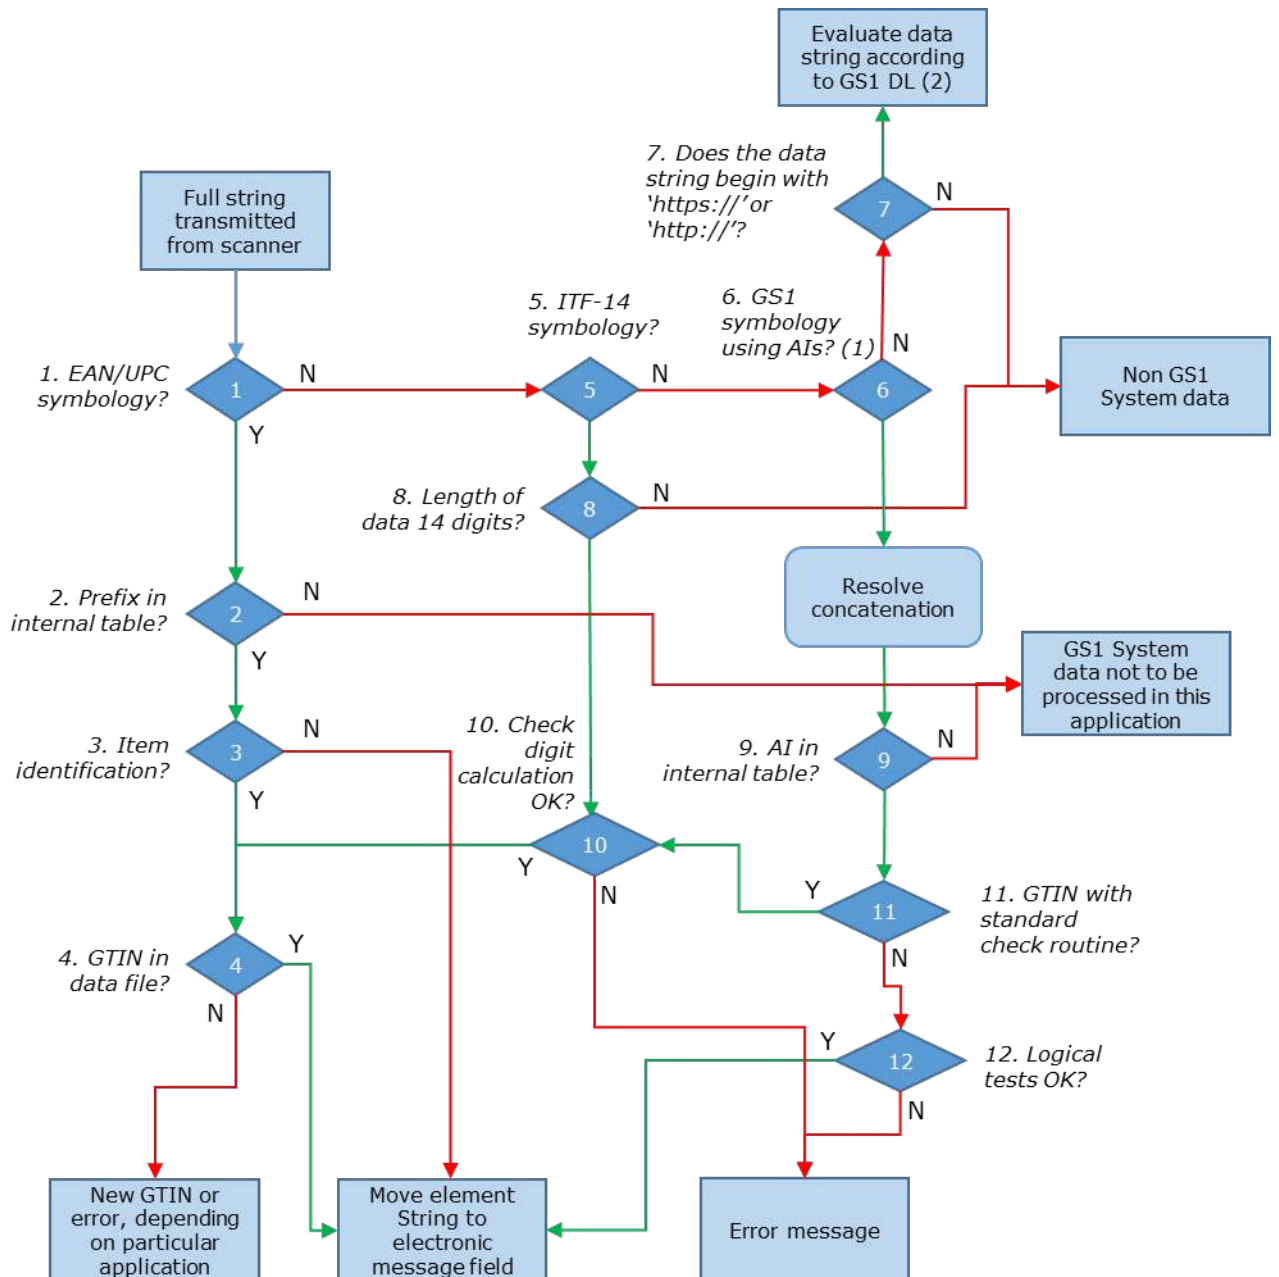 Evaluate data
string according
to GS1 DL (2)
7. Does the data
string begin with
‘https://’ or
‘http://’?
7
N
Full string
transmitted
from scanner
5. ITF-14
symbology?
6. GS1
symbology
using AIs? (1)
N
1. EAN/UPC
symbology?
1
N
Y
5
N
6
Non GS1
System data
8. Length of
data 14 digits?
8
N
Resolve
concatenation
2. Prefix in
internal table?
2
N
Y
GS1 System
data not to be
processed in this
application
3. Item
identification?
3
N
Y
10. Check
digit
calculation
OK?
9. AI in
internal table?
9
N
10
Y
N
Y
11
N
11. GTIN with
standard
check routine?
4. GTIN in
data file?
4
Y
N
Y
12
N
12. Logical
tests OK?
New GTIN or
error, depending
on particular
application
Move element
String to
electronic
message field
Error message